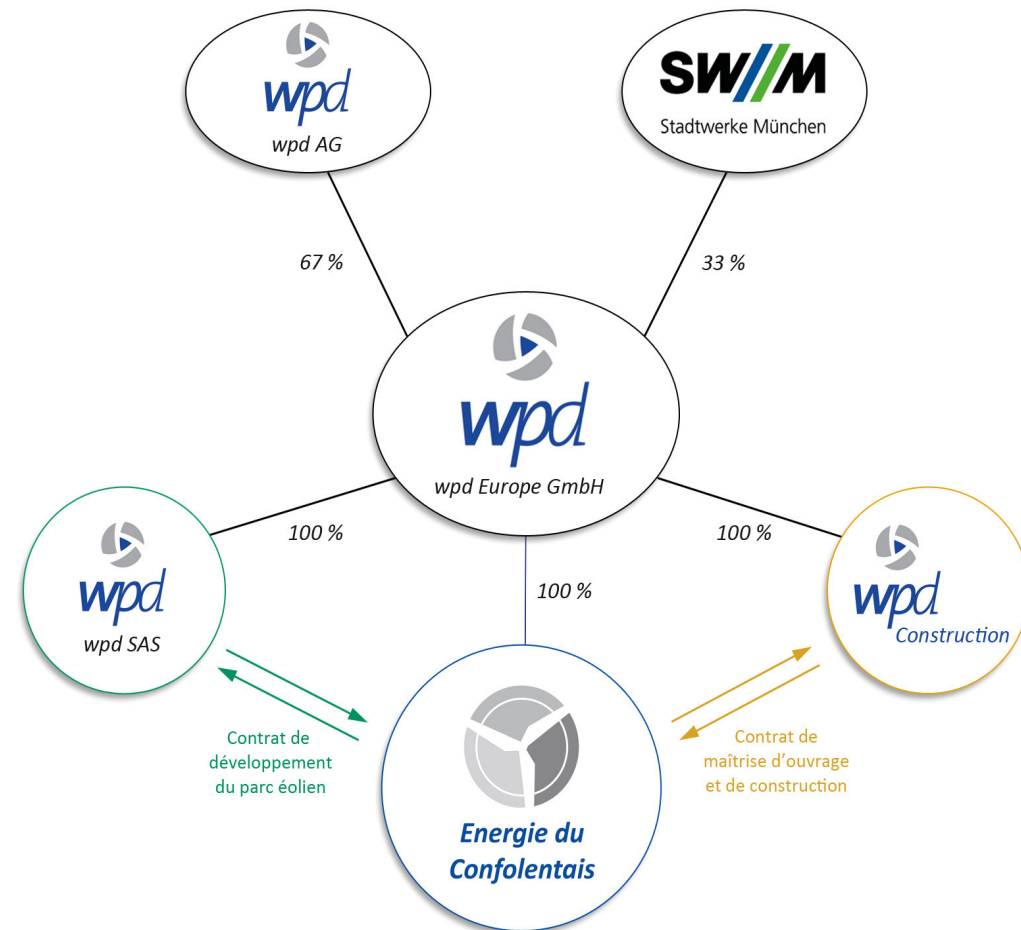 wpd
wpd AG
SW//M
Stadtwerke München
67 %
33 %
wpd
wpd Europe GmbH
100 %
100 %
100 %
wpd
wpd SAS
wpd
Construction
Contrat de
développement
du parc éolien
Contrat de
maîtrise d'ouvrage
et de construction
Energie du
Confolentais